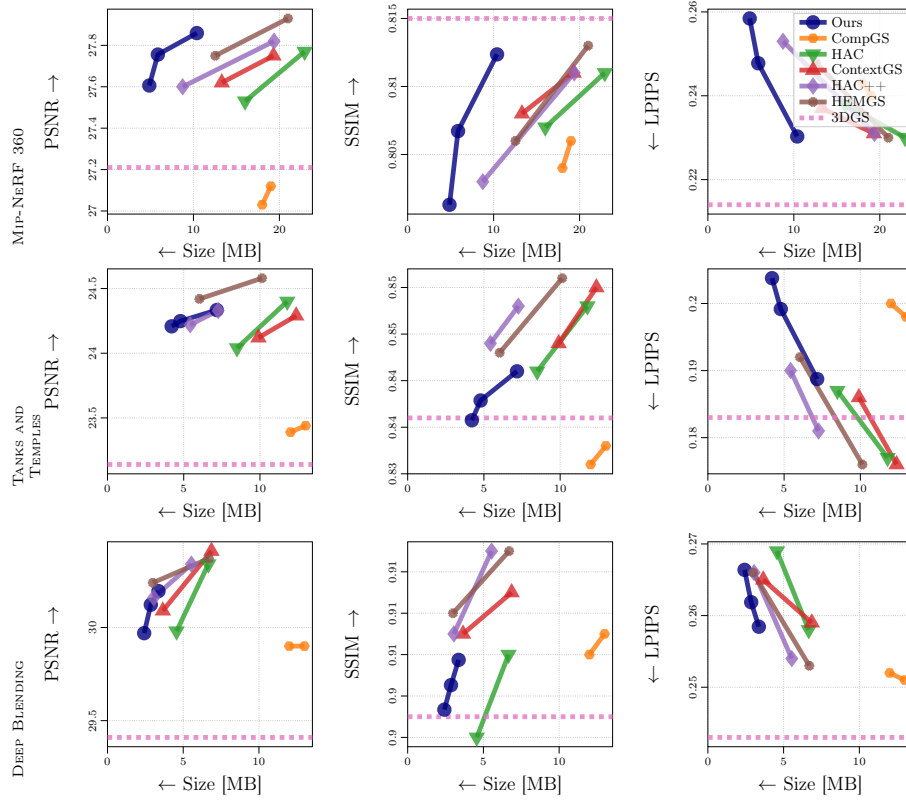 MIP-NERF 360
PSNR →
27.8
27.6
27.4
27.2
27
0
10
20
← Size [MB]
SSIM →
0.815
0.81
0.805
0
10
20
← Size [MB]
← LPIPS
0.26
0.24
0.22
0
10
20
← Size [MB]
Ours
CompGS
HAC
ContextGS
HAC++
HEMGS
3DGS
TANKS AND
TEMPLES
PSNR →
24.5
24
23.5
0
5
10
← Size [MB]
SSIM →
0.85
0.85
0.84
0.84
0.83
0
5
10
← Size [MB]
← LPIPS
0.2
0.19
0.18
0
5
10
← Size [MB]
DEEP BLENDING
PSNR →
30
29.5
0
5
10
← Size [MB]
SSIM →
0.91
0.91
0.91
0.9
0.9
0
5
10
← Size [MB]
← LPIPS
0.27
0.26
0.25
0
5
10
← Size [MB]